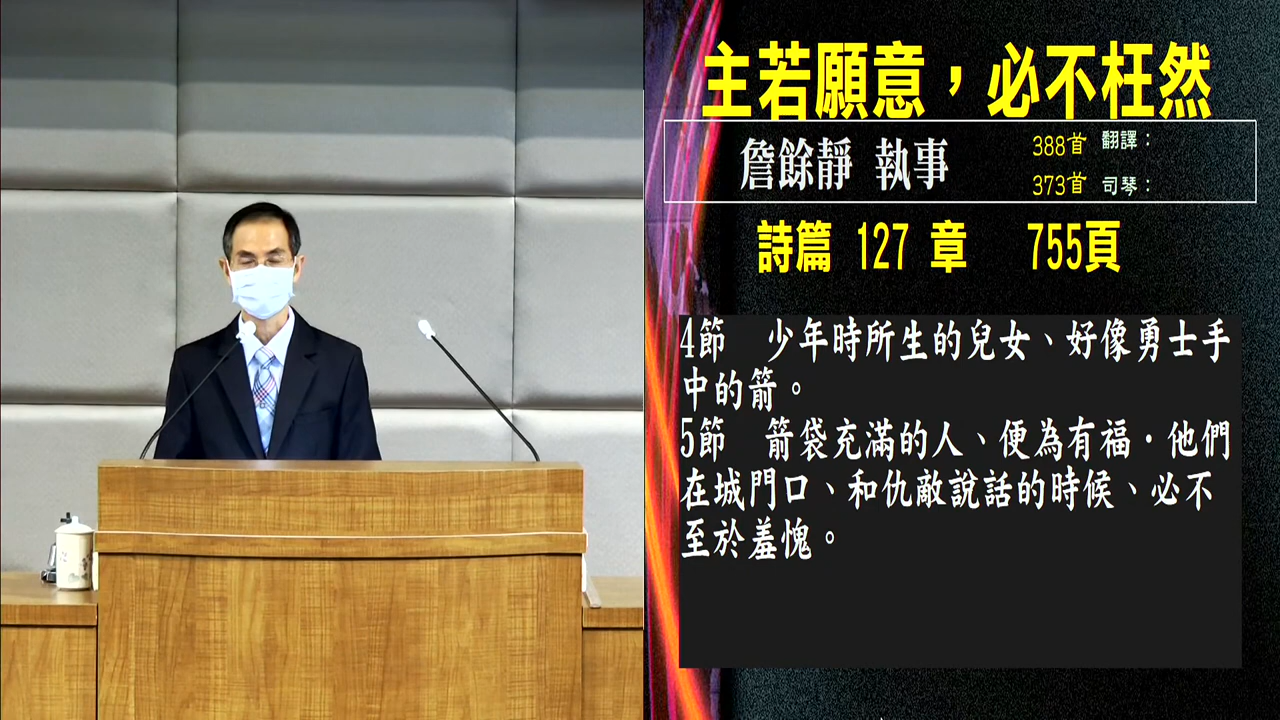 主若願意，必不枉然
詹餘靜 執事
388首 翻譯：
373首 司琴：
詩篇 127 章 755頁
4節 少年時所生的兒女、好像勇士手
中的箭。
5節 箭袋充滿的人、便為有福．他們
在城門口、和仇敵說話的時候、必不
至於羞愧。